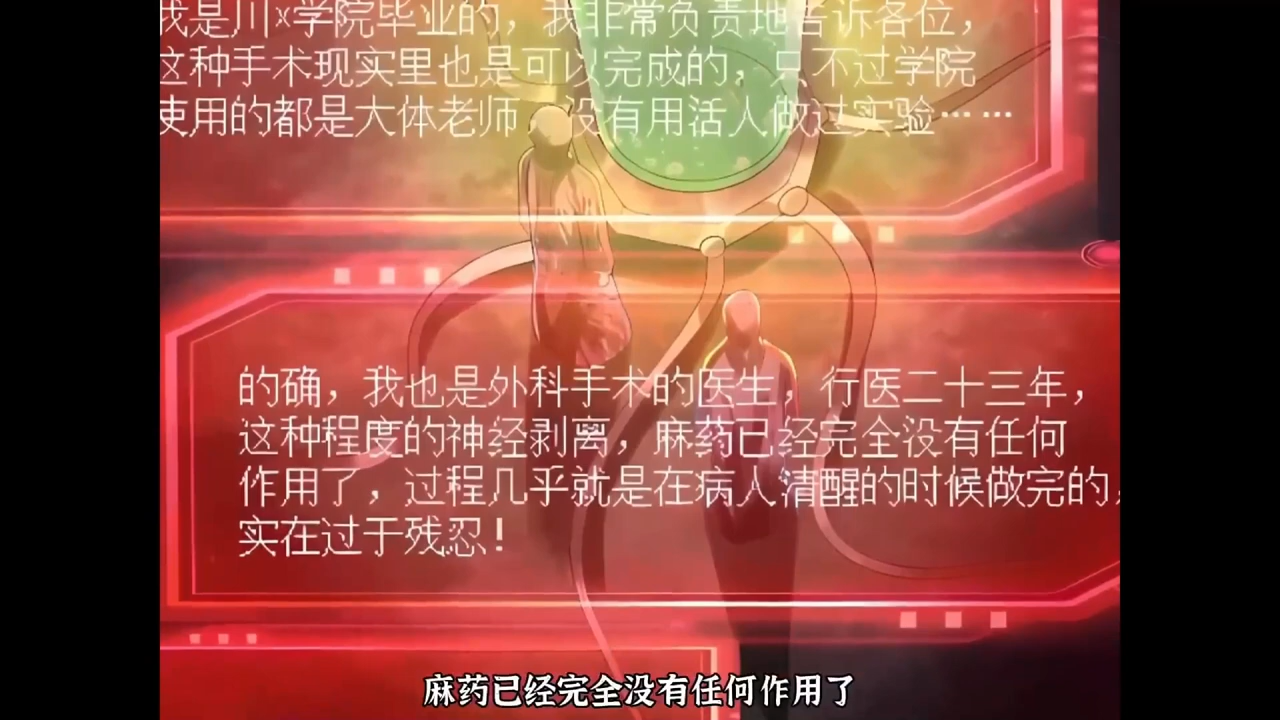 我是川x学院毕业的，我非常负责地告诉各位，
这种手术现实里也是可以完成的，只不过学院
使用的都是大体老师，没有用活人做过实验……
的确，我也是外科手术的医生，行医二十三年，
这种程度的神经剥离，麻药已经完全没有任何
作用了，过程几乎就是在病人清醒的时候做完的，
实在过于残忍！
麻药已经完全没有任何作用了